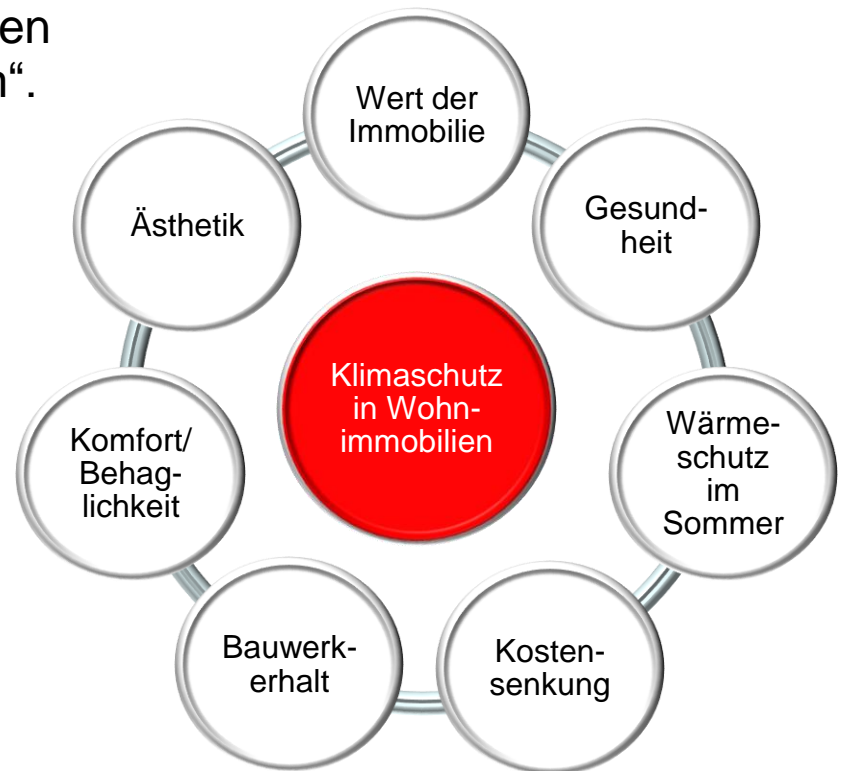 en
n“.
Wert der
Immobilie
Gesund-
heit
Wärme-
schutz
im
Sommer
Kosten-
senkung
Bauwerk-
erhalt
Komfort/
Behag-
lichkeit
Ästhetik
Klimaschutz
in Wohn-
immobilien